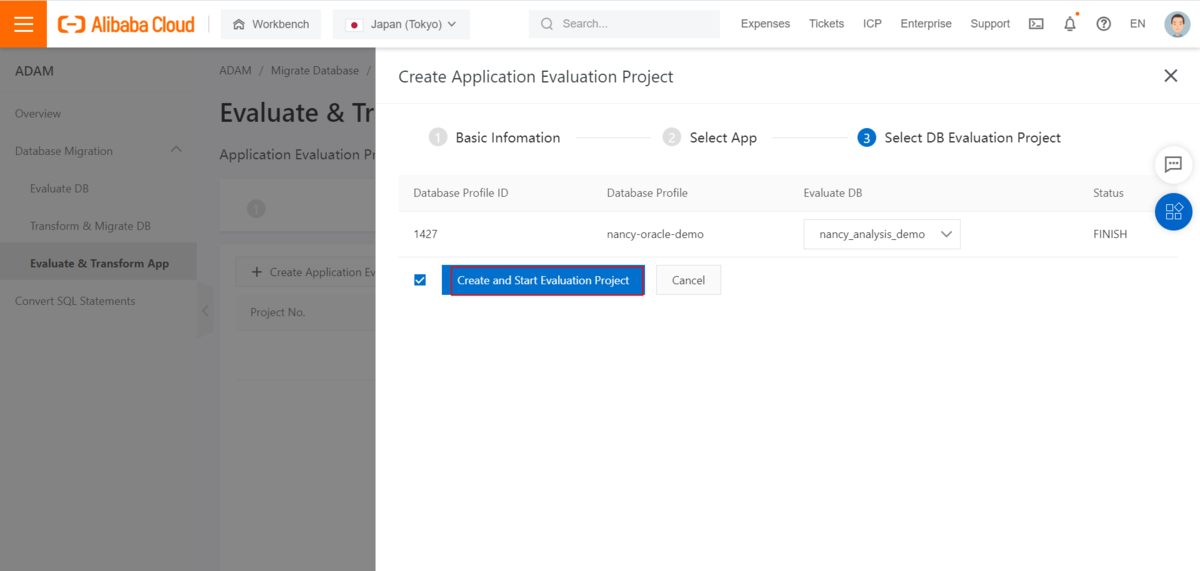 Alibaba Cloud
Workbench
Japan (Tokyo)
Search...
Expenses
Tickets
ICP
Enterprise
Support
EN
ADAM
Overview
Database Migration
Evaluate DB
Transform & Migrate DB
Evaluate & Transform App
Convert SQL Statements
ADAM / Migrate Database /
Evaluate & Tr
Application Evaluation Pr
1
+ Create Application Ev
Project No.
Create Application Evaluation Project
1 Basic Infomation
2 Select App
3 Select DB Evaluation Project
Database Profile ID Database Profile Evaluate DB Status
1427 nancy-oracle-demo nancy_analysis_demo FINISH
Create and Start Evaluation Project
Cancel